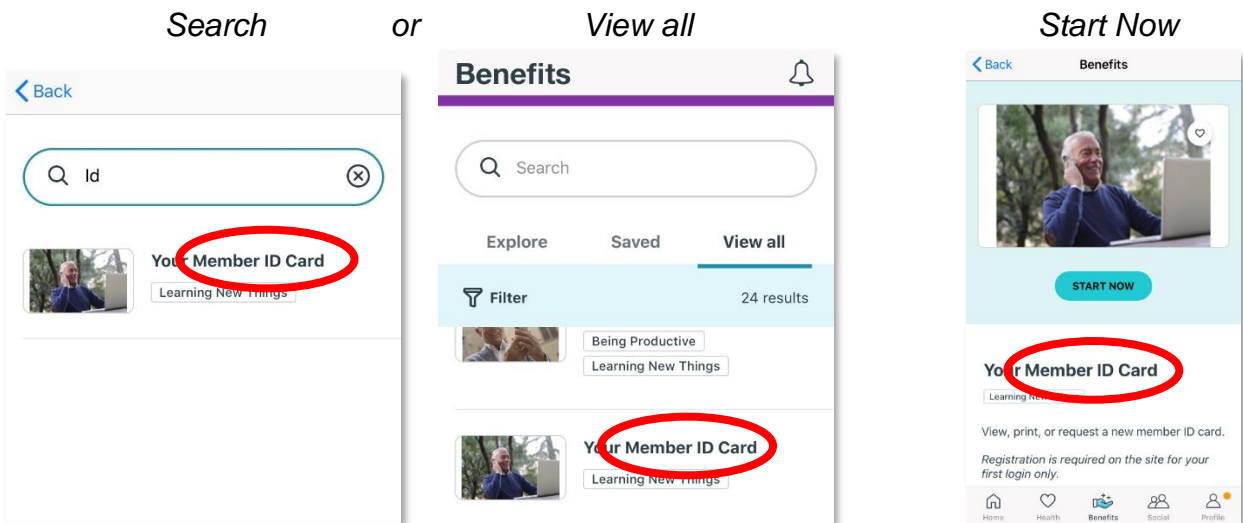 Search or View all Start Now
Back
Id
Your Member ID Card
Learning New Things
Benefits
Search
Explore Saved View all
Filter 24 results
Being Productive
Learning New Things
Your Member ID Card
Learning New Things
Back Benefits
START NOW
Your Member ID Card
Learning New Things
View, print, or request a new member ID card.
Registration is required on the site for your
first login only.
Home Health Benefits Social Profile